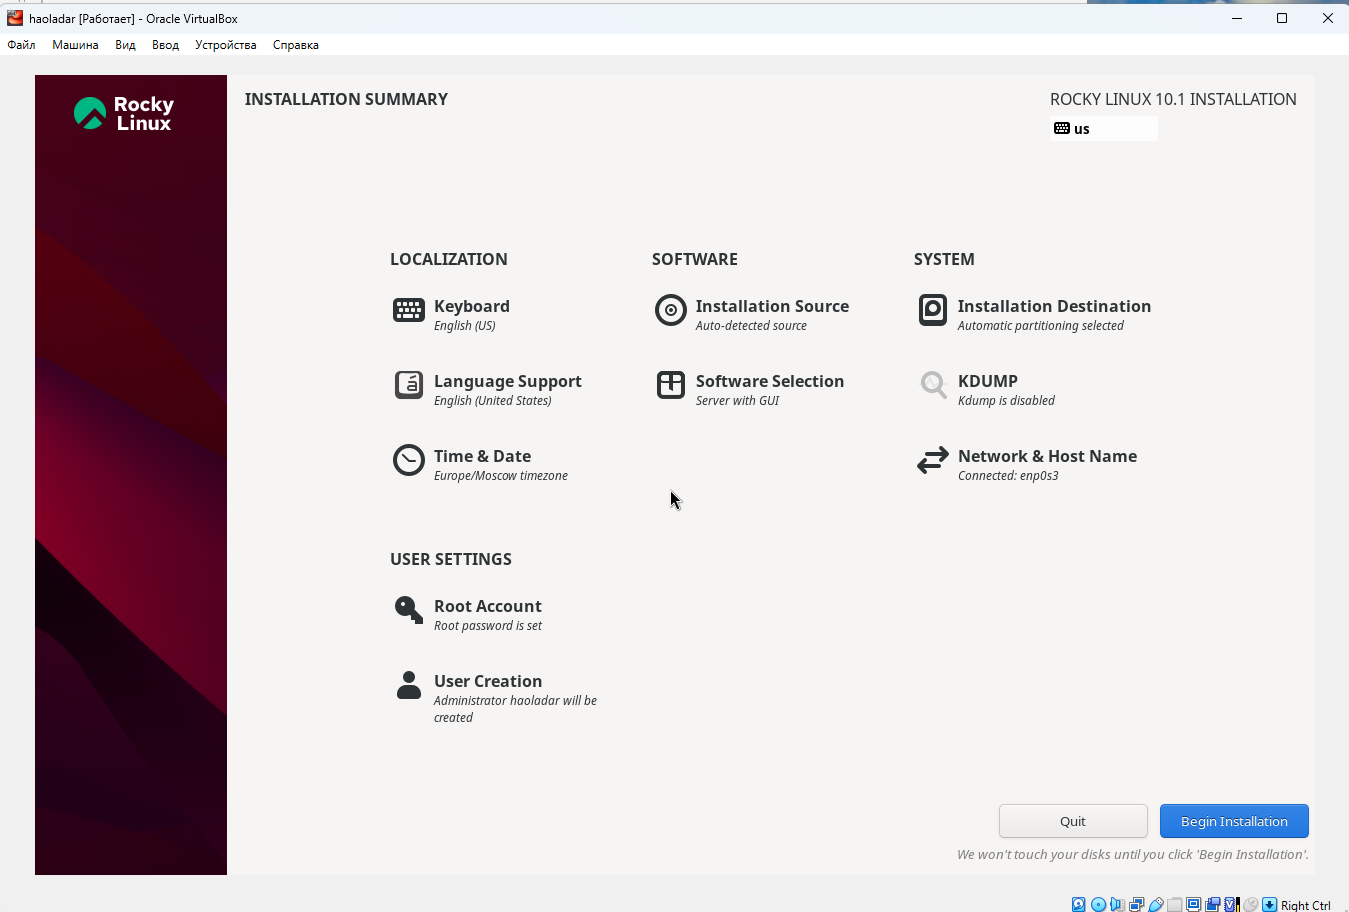 haoladar [Работает] - Oracle VirtualBox
Файл Машина Вид Ввод Устройства Справка
Rocky
Linux
INSTALLATION SUMMARY
ROCKY LINUX 10.1 INSTALLATION
us
LOCALIZATION
Keyboard
English (US)
Language Support
English (United States)
Time & Date
Europe/Moscow timezone
SOFTWARE
Installation Source
Auto-detected source
Software Selection
Server with GUI
SYSTEM
Installation Destination
Automatic partitioning selected
KDUMP
Kdump is disabled
Network & Host Name
Connected: enp0s3
USER SETTINGS
Root Account
Root password is set
User Creation
Administrator haoladar will be
created
Quit
Begin Installation
We won't touch your disks until you click 'Begin Installation'.
Right Ctrl